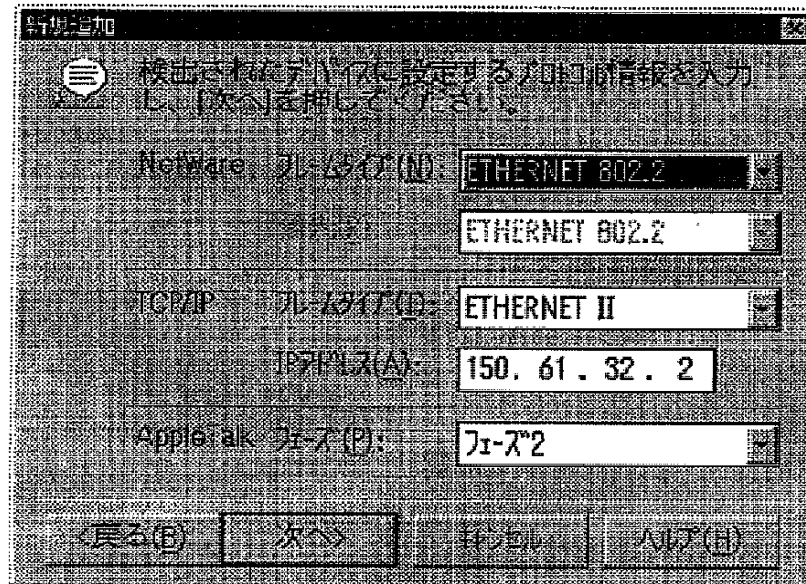 新規追加
検出されたデバイスに設定するプロトコル情報を入力
し、[次へ]を押してください。
NetWare フレームタイプ(N): ETHERNET 802.2
ETHERNET 802.2
TCP/IP フレームタイプ(F): ETHERNET II
IPアドレス(A): 150. 61 . 32 . 2
AppleTalk フェーズ(P): フェーズ2
<戻る(B) 次へ> キャンセル ヘルプ(H)